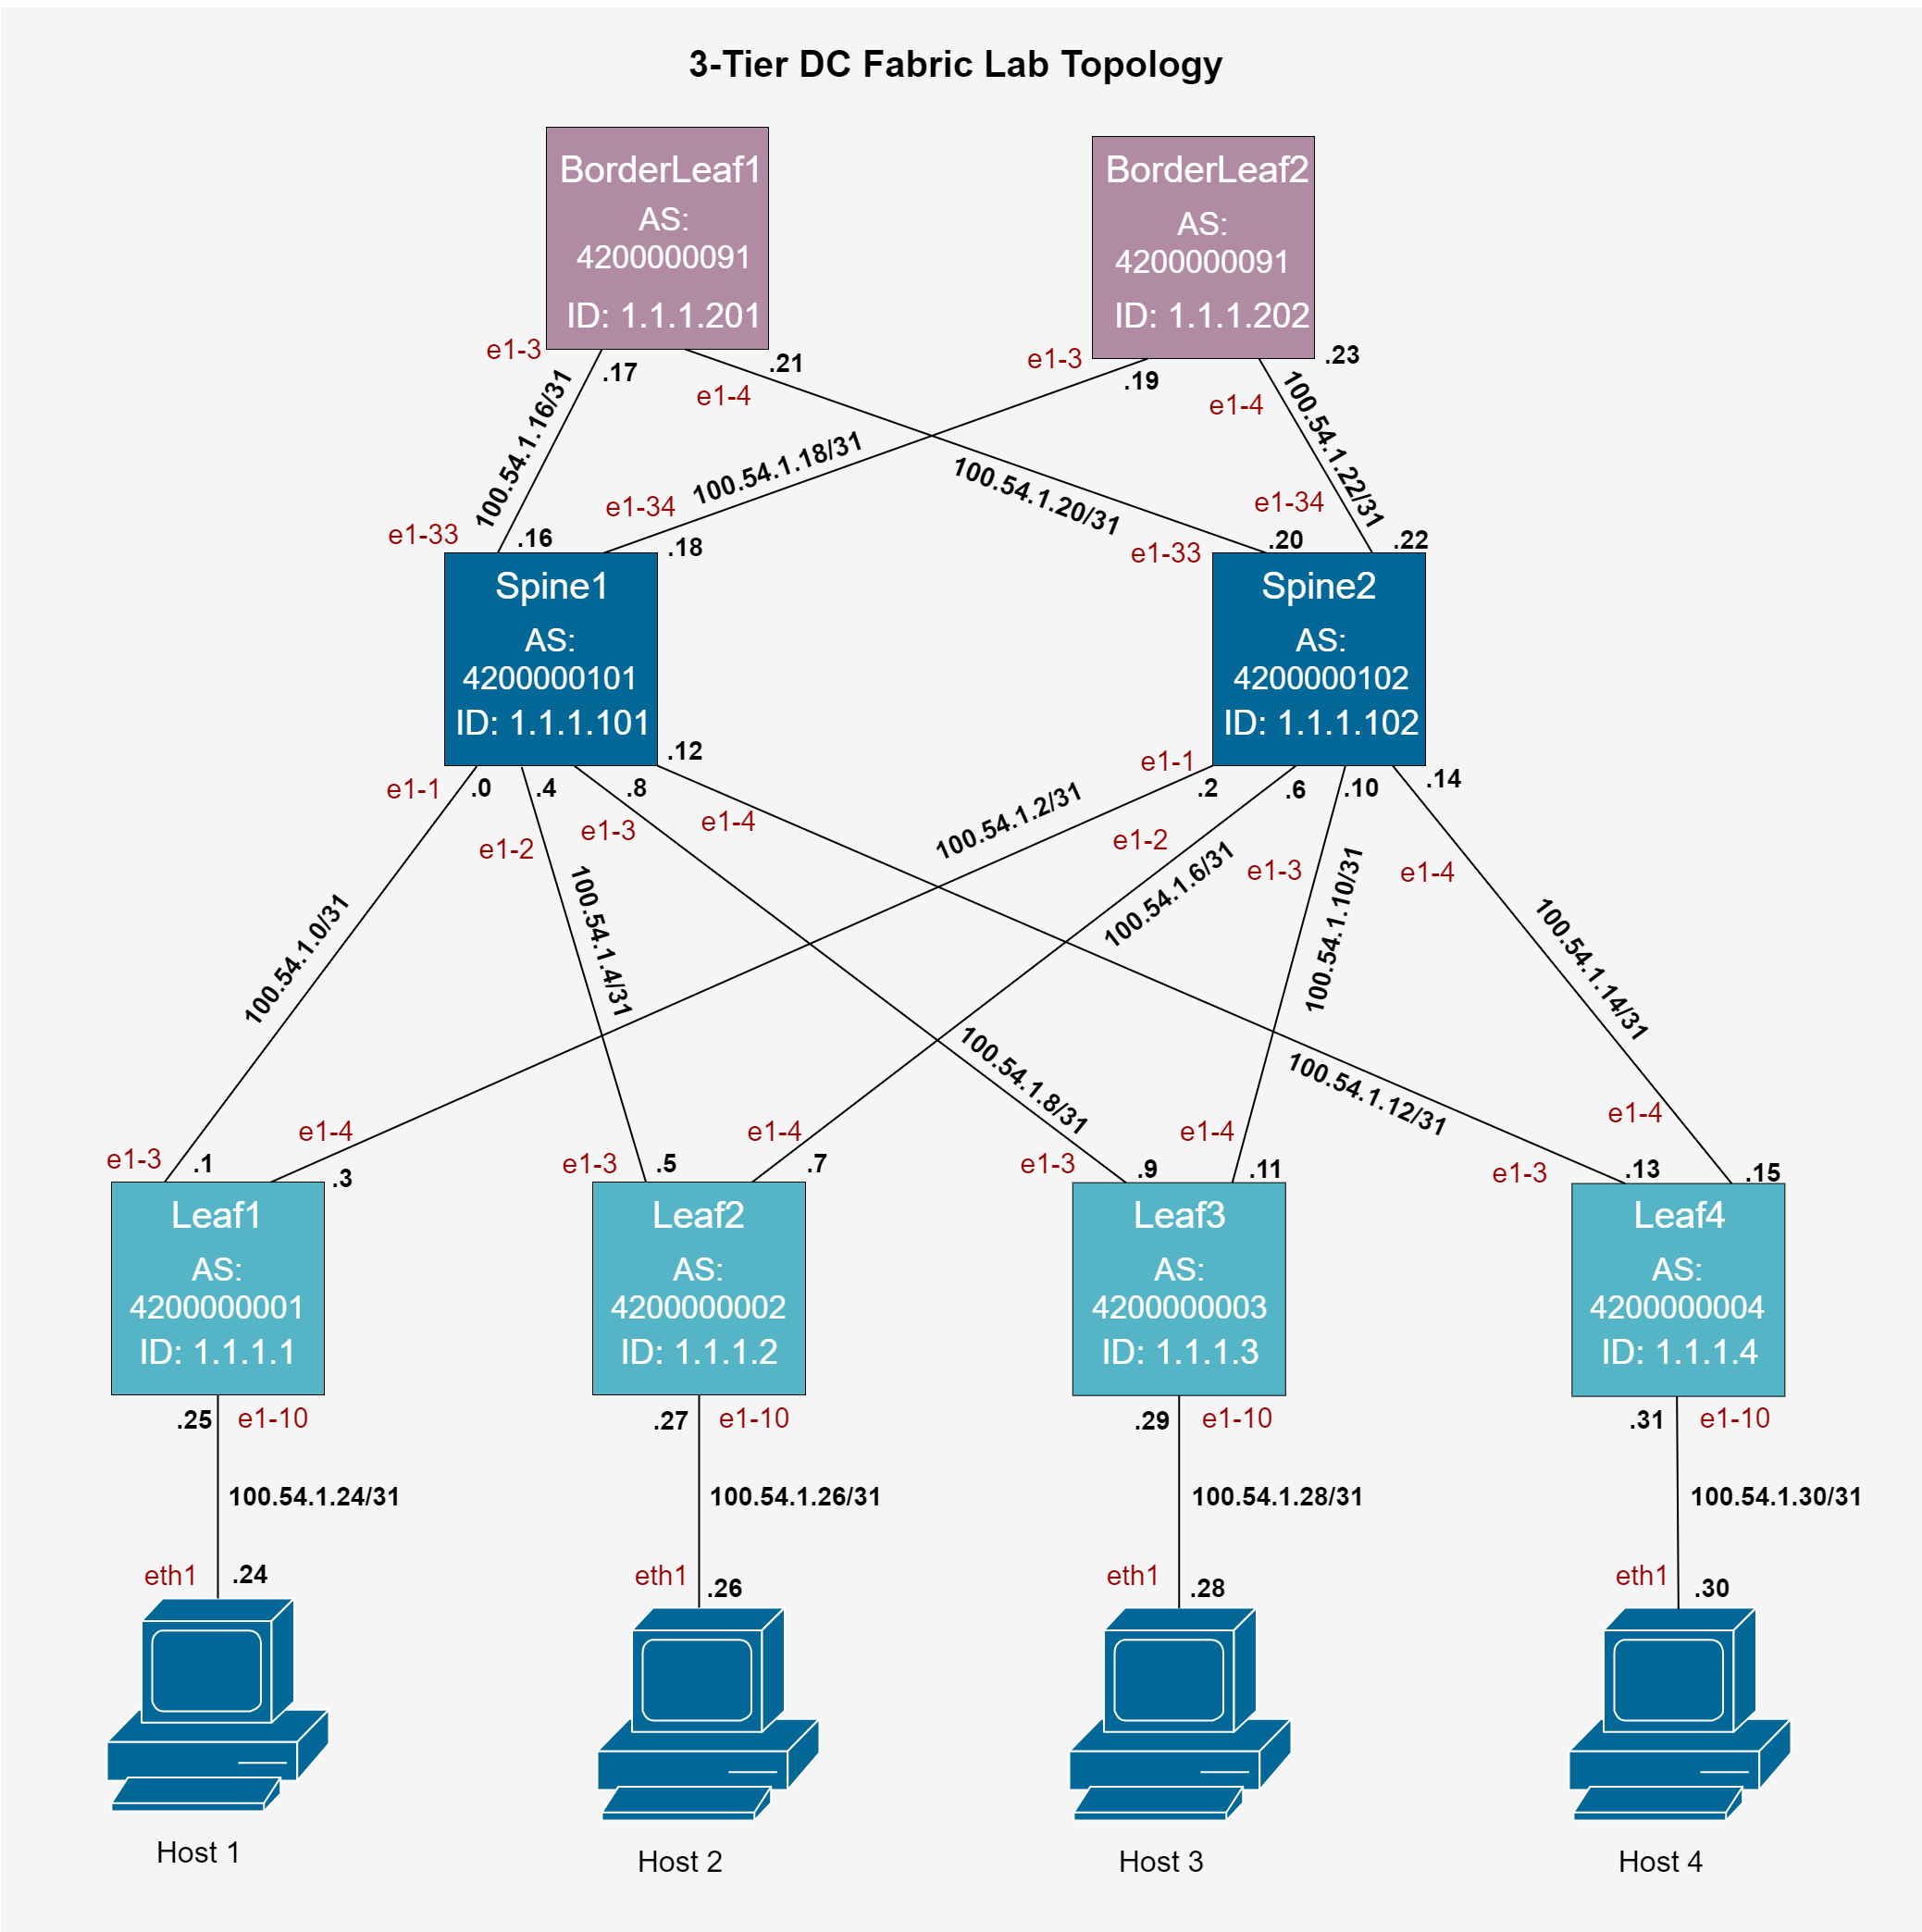 3-Tier DC Fabric Lab Topology
BorderLeaf1
AS:
4200000091
ID: 1.1.1.201
BorderLeaf2
AS:
4200000091
ID: 1.1.1.202
e1-3
.17
.21
e1-4
e1-3
.19
.23
e1-4
100.54.1.16/31
100.54.1.18/31
100.54.1.20/31
100.54.1.22/31
e1-33
.16
e1-34
.18
e1-33
.20
e1-34
.22
Spine1
AS:
4200000101
ID: 1.1.1.101
Spine2
AS:
4200000102
ID: 1.1.1.102
e1-1
.0
.4
.8
.12
e1-2
e1-3
e1-4
e1-1
.2
.6
.10
.14
e1-2
e1-3
e1-4
100.54.1.0/31
100.54.1.4/31
100.54.1.2/31
100.54.1.6/31
100.54.1.10/31
100.54.1.14/31
100.54.1.8/31
100.54.1.12/31
e1-3
.1
e1-4
.3
e1-3
.5
e1-4
.7
e1-3
.9
e1-4
.11
e1-3
.13
e1-4
.15
Leaf1
AS:
4200000001
ID: 1.1.1.1
Leaf2
AS:
4200000002
ID: 1.1.1.2
Leaf3
AS:
4200000003
ID: 1.1.1.3
Leaf4
AS:
4200000004
ID: 1.1.1.4
.25
e1-10
.27
e1-10
.29
e1-10
.31
e1-10
100.54.1.24/31
100.54.1.26/31
100.54.1.28/31
100.54.1.30/31
eth1
.24
eth1
.26
eth1
.28
eth1
.30
Host 1
Host 2
Host 3
Host 4